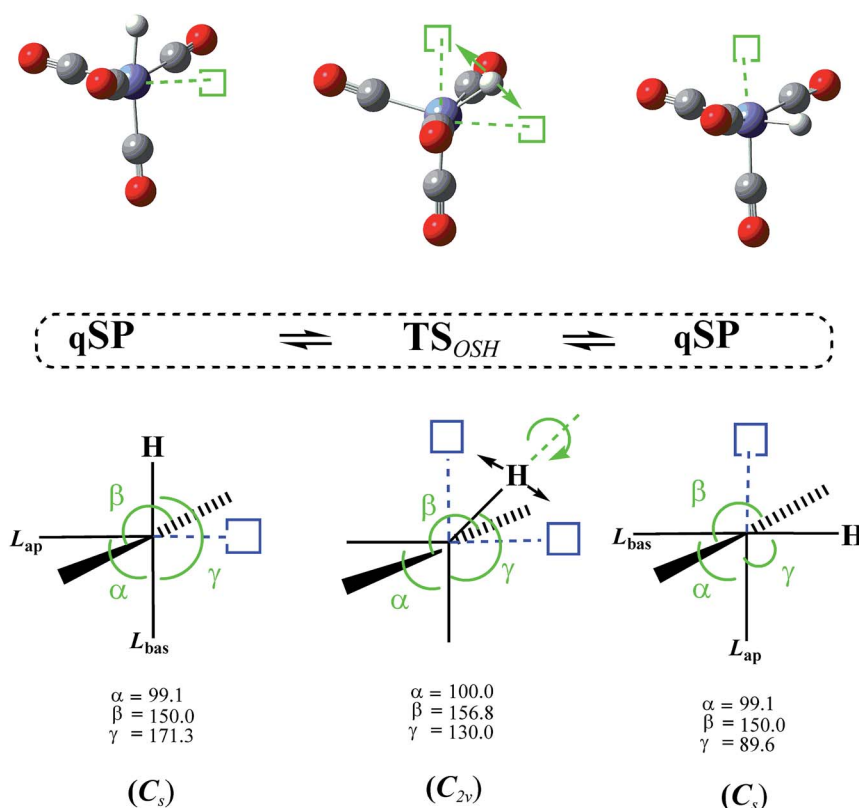 qSP ⇌ TS_OSH ⇌ qSP
H
β
L_ap
α
γ
L_bas
α = 99.1
β = 150.0
γ = 171.3
(C_s)
H
β
α
γ
α = 100.0
β = 156.8
γ = 130.0
(C_2v)
β
L_bas
H
α
γ
L_ap
α = 99.1
β = 150.0
γ = 89.6
(C_s)